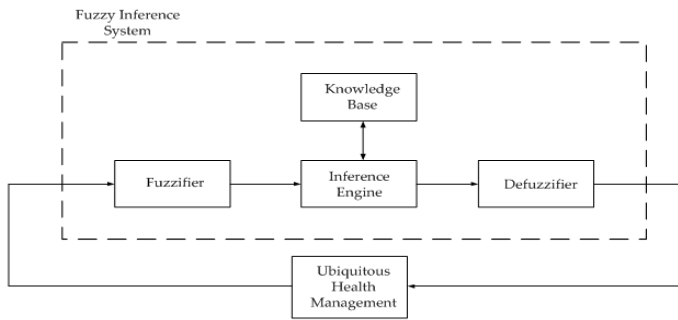 Fuzzy Inference
System
Knowledge
Base
Fuzzifier
Inference
Engine
Defuzzifier
Ubiquitous
Health
Management